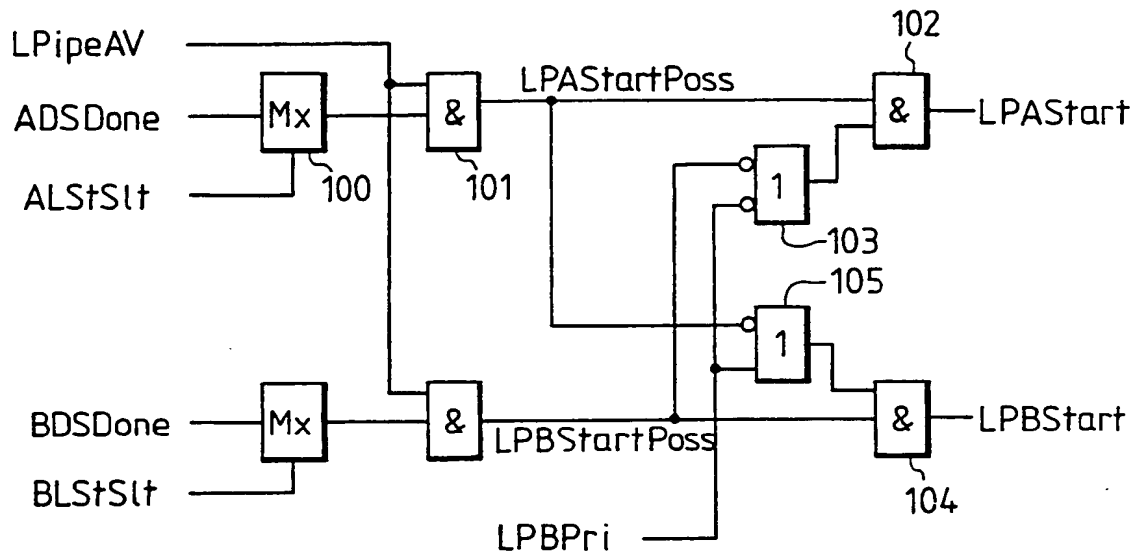 LPipeAV
ADSDone
ALStSlt
Mx
100
&
101
LPAStartPoss
102
&
LPAStart
1
103
105
1
BDSDone
BLStSlt
Mx
&
LPBStartPoss
&
104
LPBStart
LPBPri